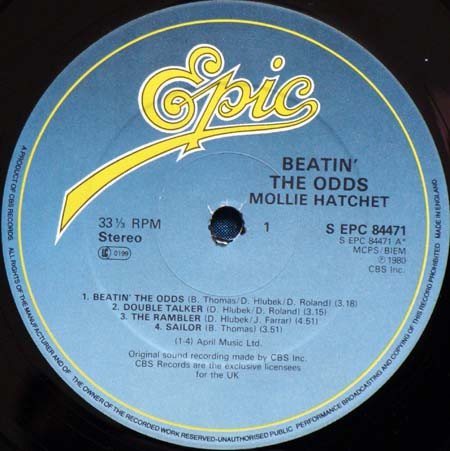 Epic
BEATIN'
THE ODDS
MOLLIE HATCHET
33⅓ RPM
Stereo
0199
1
S EPC 84471
S EPC 84471 A*
MCPS/BIEM
Ⓟ 1980
CBS Inc.
1. BEATIN' THE ODDS (B. Thomas/D. Hlubek/D. Roland) (3.18)
2. DOUBLE TALKER (D. Hlubek/D. Roland) (3.15)
3. THE RAMBLER (D. Hlubek/J. Farrar) (4.51)
4. SAILOR (B. Thomas) (3.51)
(1-4) April Music Ltd.
Original sound recording made by CBS Inc.
CBS Records are the exclusive licensees
for the UK
A PRODUCT OF CBS RECORDS. ALL RIGHTS OF THE MANUFACTURER AND OF THE OWNER OF THE RECORDED WORK RESERVED-UNAUTHORISED PUBLIC PERFORMANCE BROADCASTING AND COPYING OF THIS RECORD PROHIBITED MADE IN ENGLAND